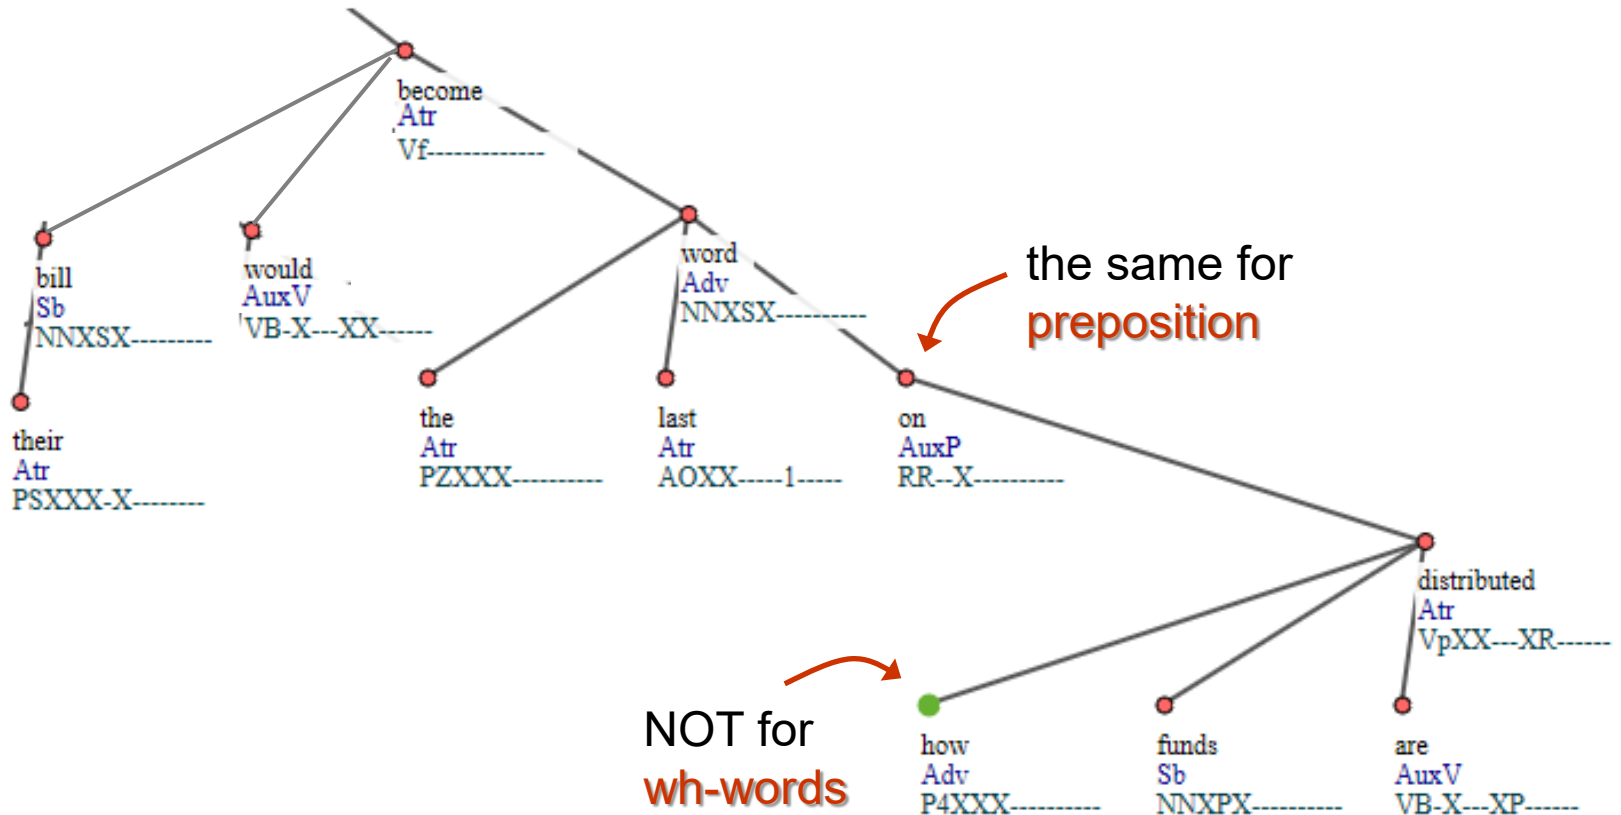 become
Atr
Vf-------------
bill
Sb
NNXSX---------
would
AuxV
VB-X---XX------
word
Adv
NNXSX----------
the same for
preposition
their
Atr
PSXXX-X--------
the
Atr
PZXXX----------
last
Atr
AOXX-----1-----
on
AuxP
RR--X----------
distributed
Atr
VpXX---XR------
NOT for
wh-words
how
Adv
P4XXX----------
funds
Sb
NNXPX----------
are
AuxV
VB-X---XP------